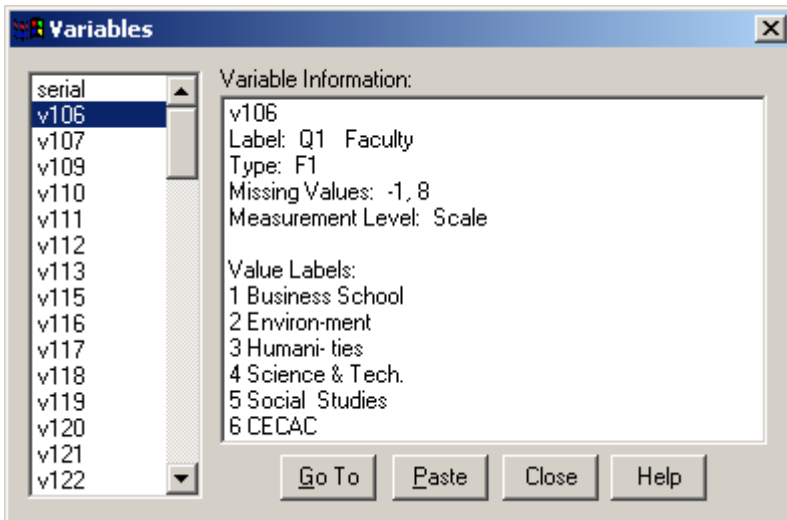 Variables
serial
v106
v107
v109
v110
v111
v112
v113
v115
v116
v117
v118
v119
v120
v121
v122
Variable Information:
v106
Label: Q1 Faculty
Type: F1
Missing Values: -1, 8
Measurement Level: Scale
Value Labels:
1 Business School
2 Environ-ment
3 Humani- ties
4 Science & Tech.
5 Social Studies
6 CECAC
Go To
Paste
Close
Help